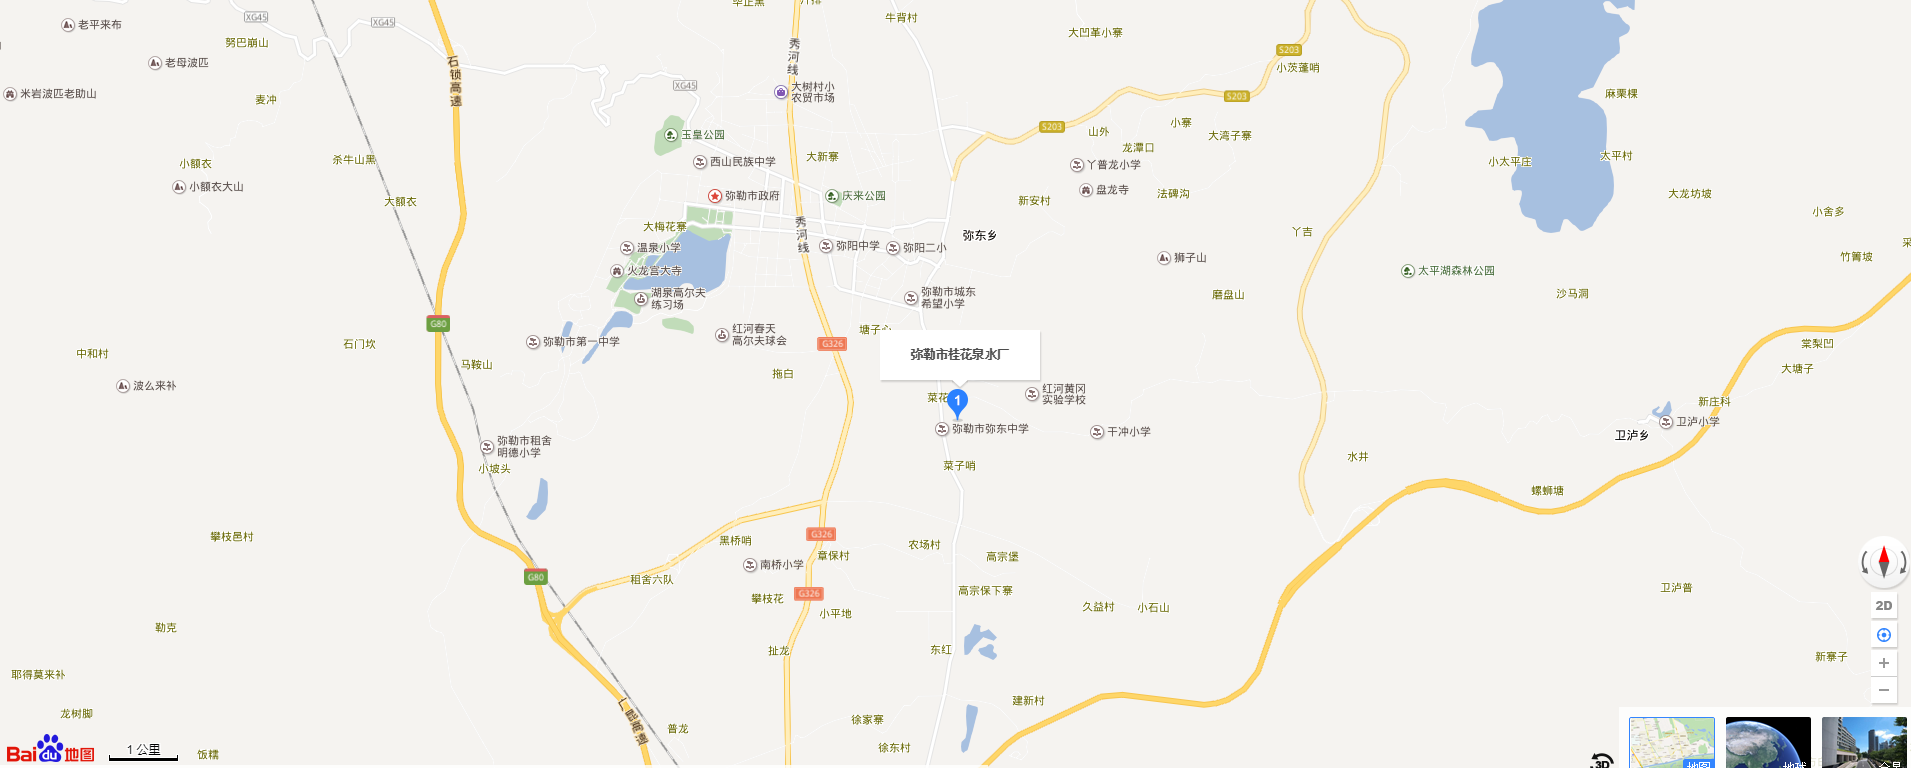 老平来布
XG45
XG45
牛背村
努巴崩山
大凹革小寨
S203
秀河线
石锁高速
老母波匹
小茨蓬哨
米岩波匹老助山
麦冲
XG45
大树村小
农贸市场
S203
麻栗棵
玉皇公园
S203
山外
小寨
大湾子寨
龙潭口
大新寨
杀牛山黑
西山民族中学
丫普龙小学
小太平庄
太平村
小额衣
小额衣大山
弥勒市政府
庆来公园
盘龙寺
法碑沟
大龙坊坡
大额衣
新安村
小舍多
大梅花寨
秀河线
弥东乡
丫吉
采
温泉小学
弥阳中学
弥阳二小
狮子山
竹箐坡
火龙宫大寺
太平湖森林公园
湖泉高尔夫
练习场
弥勒市城东
希望小学
磨盘山
沙马洞
G80
红河春天
高尔夫球会
塘子心
石门坎
弥勒市第一中学
G326
棠梨凹
中和村
弥勒市桂花泉水厂
马鞍山
拖白
大塘子
波么来补
菜花
1
红河黄冈
实验学校
新庄科
弥勒市弥东中学
干冲小学
卫泸小学
卫泸乡
弥勒市租舍
明德小学
小坡头
菜子哨
水井
螺蛳塘
攀枝邑村
G326
黑桥哨
农场村
章保村
高宗堡
南桥小学
G80
租舍六队
攀枝花
G326
高宗保下寨
卫泸普
2D
小平地
久益村
小石山
勒克
扯龙
东红
新寨子
耶得莫来补
建新村
龙树脚
普龙
徐家寨
徐东村
Bai du 地图
1 公里
饭糯
3D
地图
地球
全景